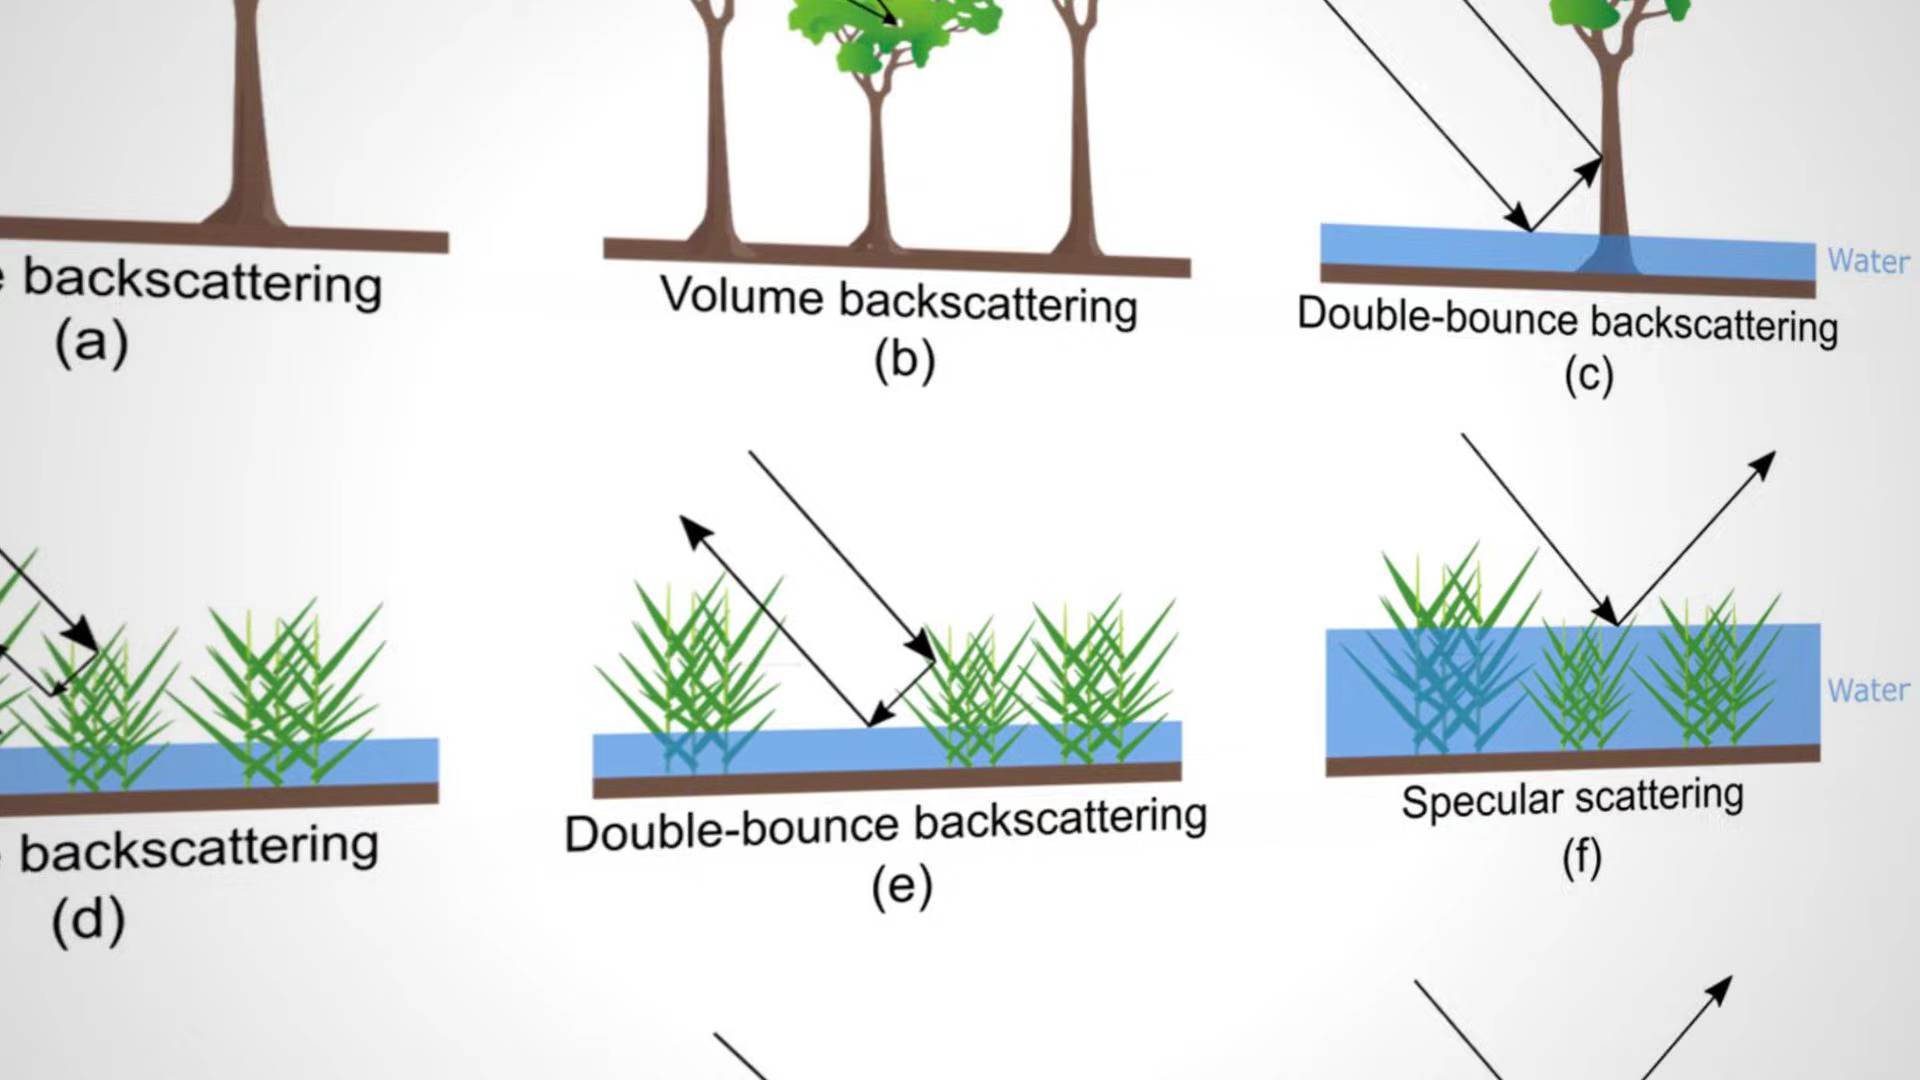 backscattering
(a)
Volume backscattering
(b)
Water
Double-bounce backscattering
(c)
backscattering
(d)
Double-bounce backscattering
(e)
Water
Specular scattering
(f)